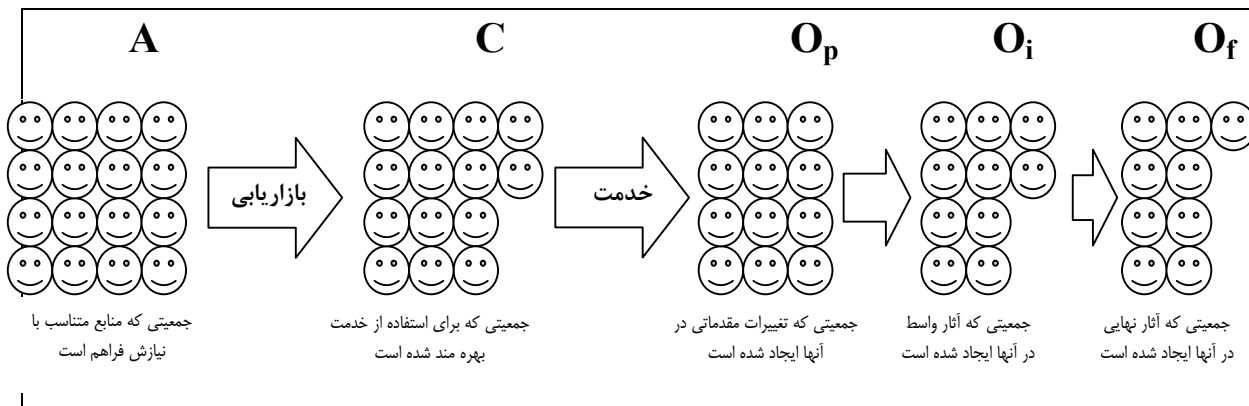 A
C
Op
Oi
Of
بازاریابی
خدمت
جمعیتی که منابع متناسب با
نیازش فراهم است
جمعیتی که برای استفاده از خدمت
بهره مند شده است
جمعیتی که تغییرات مقدماتی در
آنها ایجاد شده است
جمعیتی که آثار واسط
در آنها ایجاد شده است
جمعیتی که آثار نهایی
در آنها ایجاد شده است